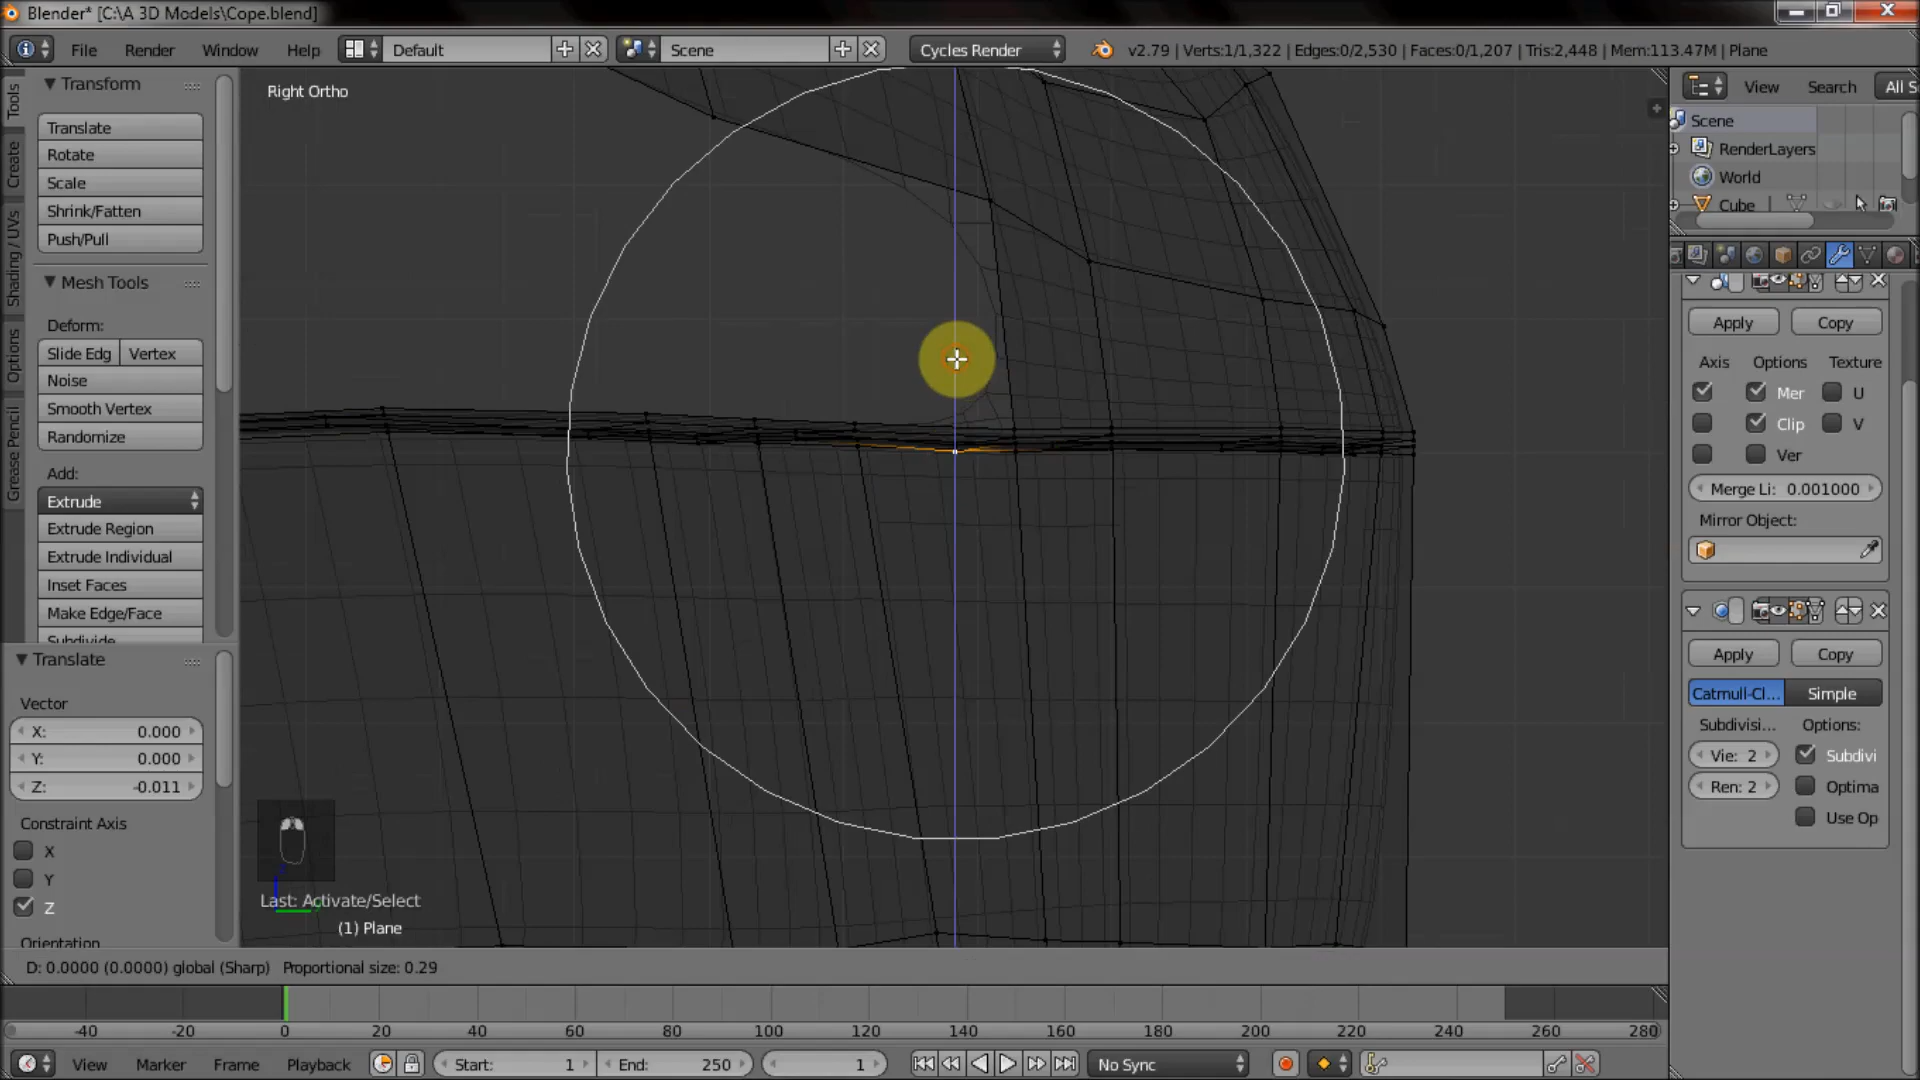 Blender* [C:\A 3D Models\Cope.blend]
File Render Window Help Default Scene Cycles Render v2.79 | Verts:1/1,322 | Edges:0/2,530 | Faces:0/1,207 | Tris:2,448 | Mem:113.47M | Plane
Tools
Create
Shading / UVs
Options
Grease Pencil
Transform
Translate
Rotate
Scale
Shrink/Fatten
Push/Pull
Mesh Tools
Deform:
Slide Edg Vertex
Noise
Smooth Vertex
Randomize
Add:
Extrude
Extrude Region
Extrude Individual
Inset Faces
Make Edge/Face
Subdivide
Translate
Vector
X: 0.000
Y: 0.000
Z: -0.011
Constraint Axis
X
Y
Z
Orientation
Right Ortho
Last: Activate/Select
(1) Plane
View Search All S
Scene
RenderLayers
World
Cube
Apply Copy
Axis Options Texture
Mer U
Clip V
Ver
Merge Li: 0.001000
Mirror Object:
Apply Copy
Catmull-Cl... Simple
Subdivisi... Options:
Vie: 2 Subdivi
Ren: 2 Optima
Use Op
D: 0.0000 (0.0000) global (Sharp) Proportional size: 0.29
-40 -20 0 20 40 60 80 100 120 140 160 180 200 220 240 260 280
View Marker Frame Playback Start: 1 End: 250 1 No Sync